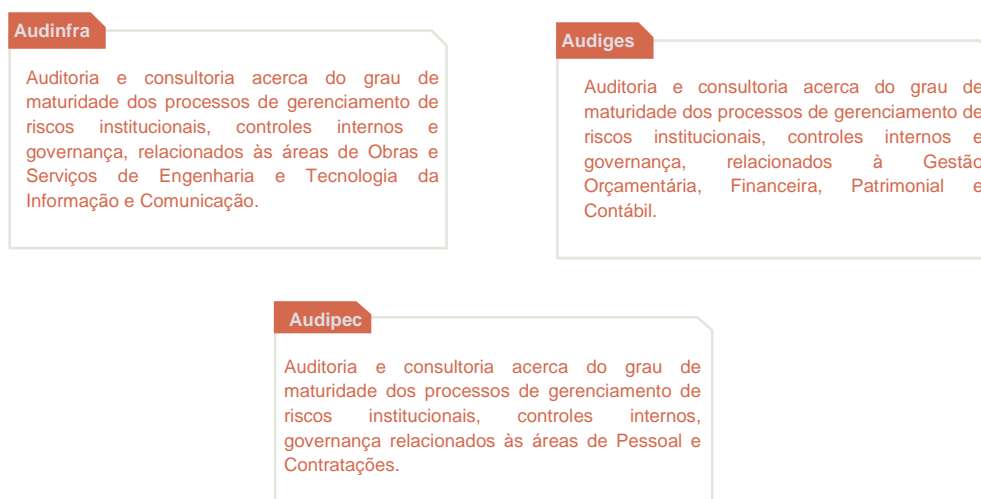 Audinfra
Auditoria e consultoria acerca do grau de
maturidade dos processos de gerenciamento de
riscos institucionais, controles internos e
governança, relacionados às áreas de Obras e
Serviços de Engenharia e Tecnologia da
Informação e Comunicação.
Audiges
Auditoria e consultoria acerca do grau de
maturidade dos processos de gerenciamento de
riscos institucionais, controles internos e
governança, relacionados à Gestão
Orçamentária, Financeira, Patrimonial e
Contábil.
Audipec
Auditoria e consultoria acerca do grau de
maturidade dos processos de gerenciamento de
riscos institucionais, controles internos,
governança relacionados às áreas de Pessoal e
Contratações.